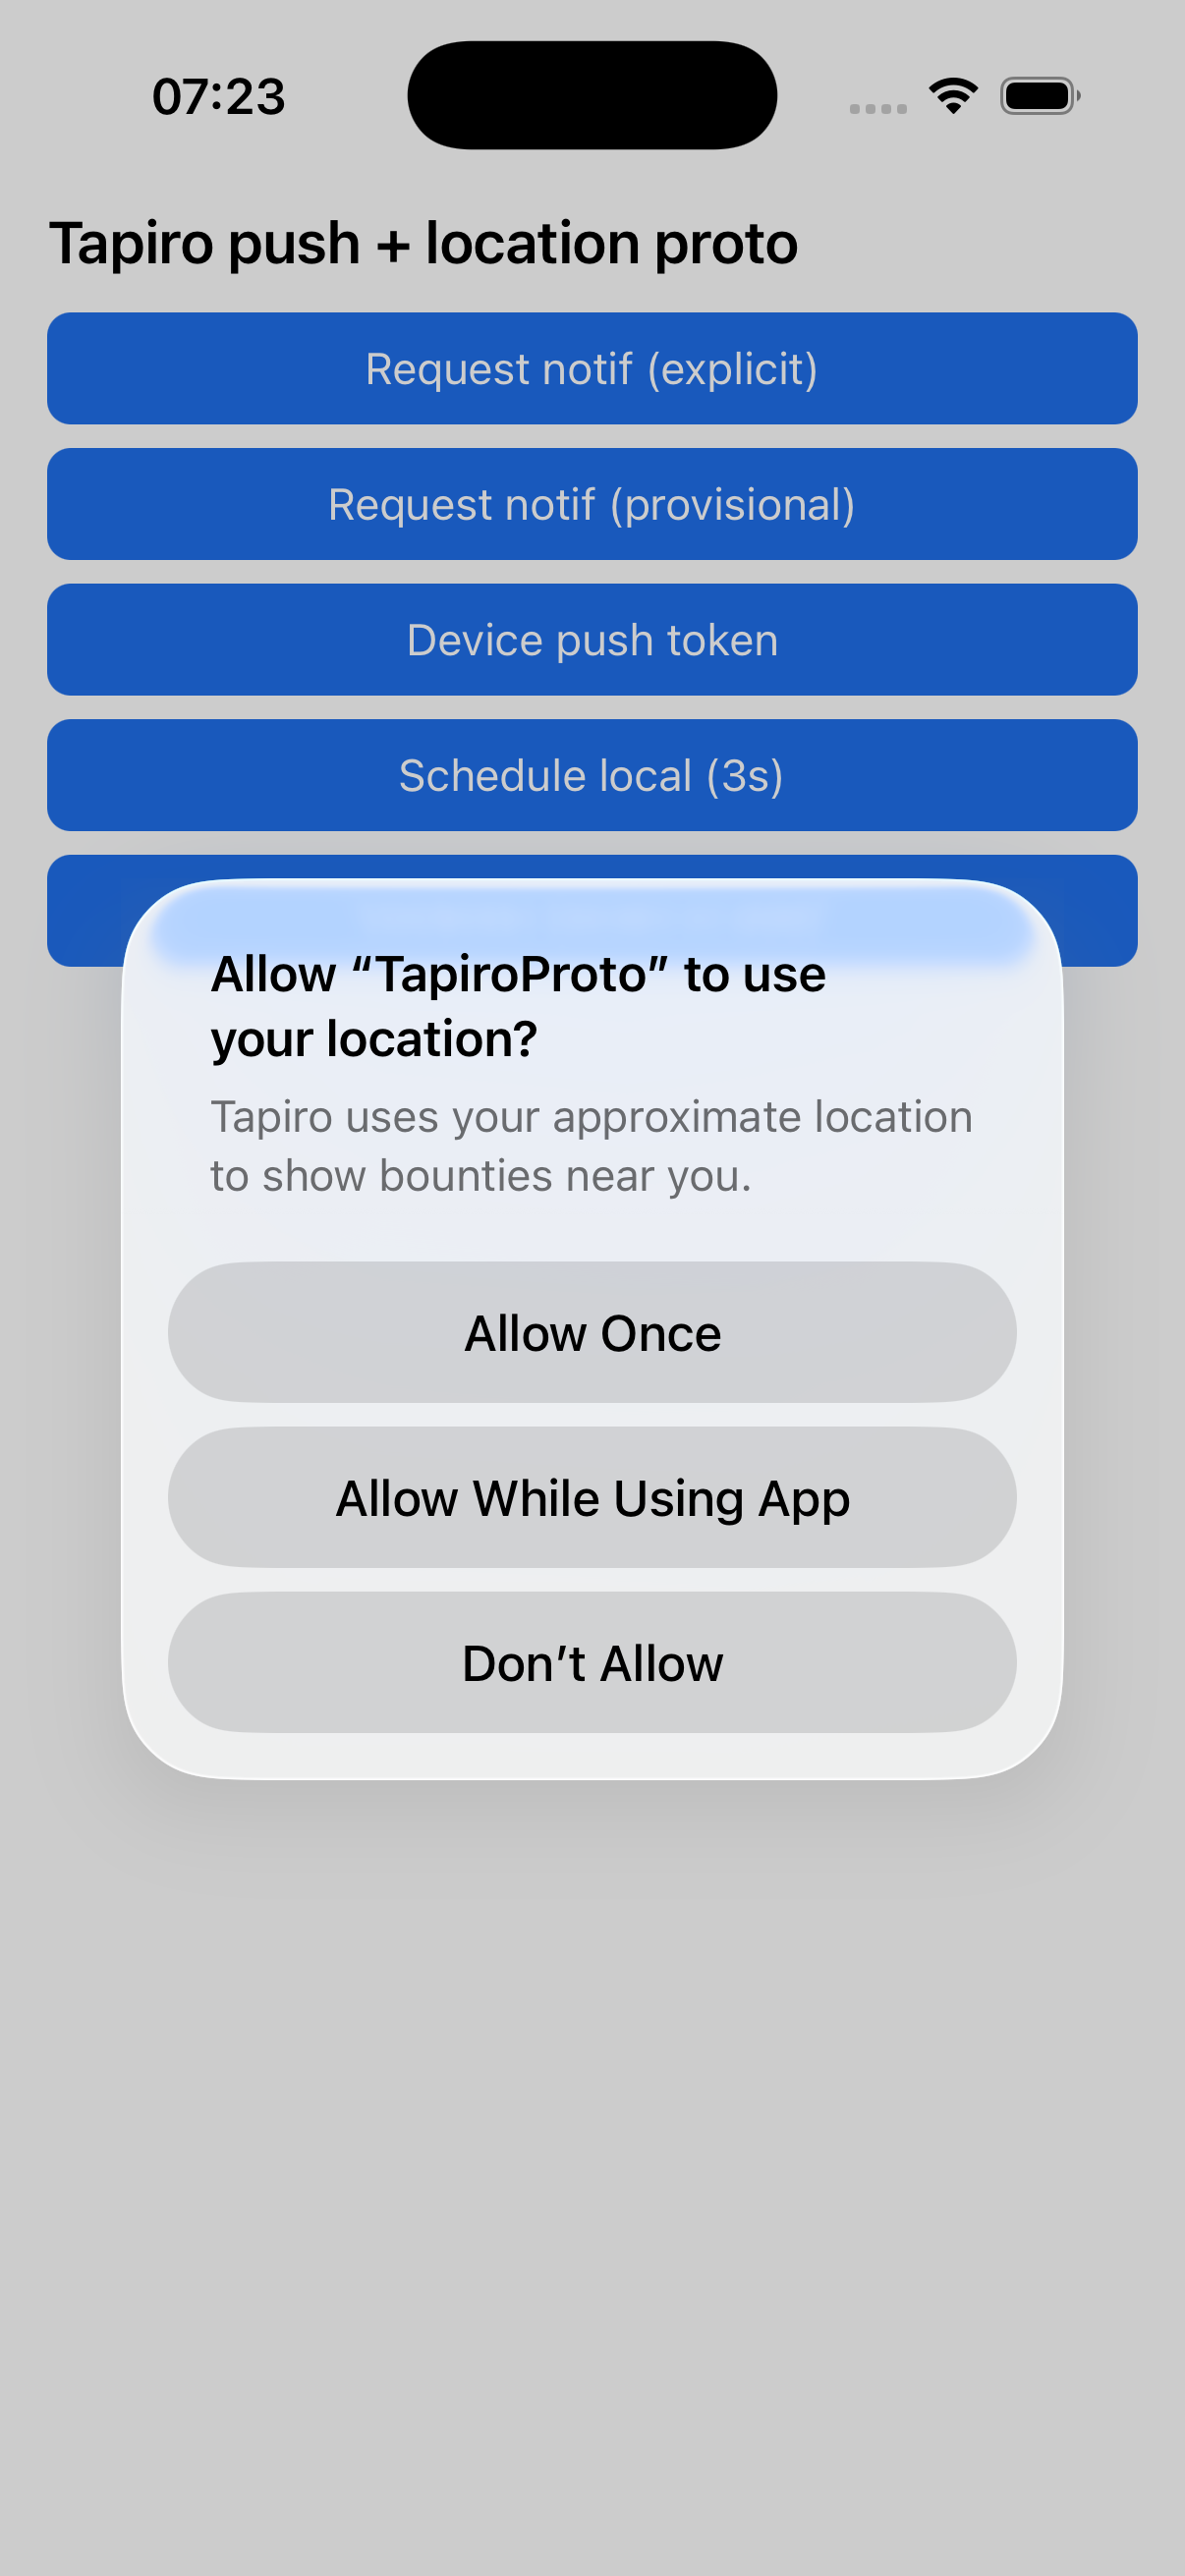 07:23
Tapiro push + location proto
Request notif (explicit)
Request notif (provisional)
Device push token
Schedule local (3s)
Allow “TapiroProto” to use
your location?
Tapiro uses your approximate location
to show bounties near you.
Allow Once
Allow While Using App
Don’t Allow